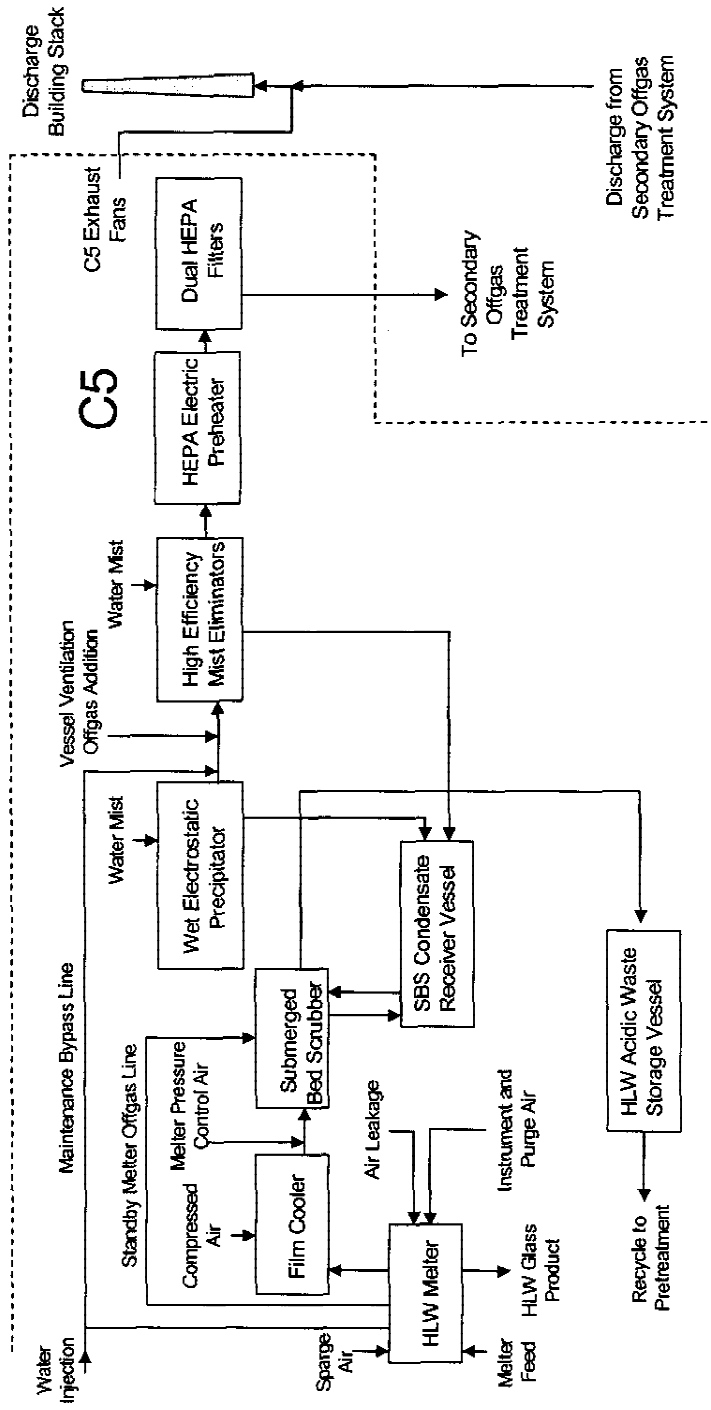 Water
Injection
Maintenance Bypass Line
Standby Melter Offgas Line
Compressed
Air
Melter Pressure
Control Air
Film Cooler
Submerged
Bed Scrubber
Sparge
Air
HLW Melter
Melter
Feed
HLW Glass
Product
Air Leakage
Instrument and
Purge Air
Water Mist
Wet Electrostatic
Precipitator
SBS Condensate
Receiver Vessel
HLW Acidic Waste
Storage Vessel
Recycle to
Pretreatment
Vessel Ventilation
Offgas Addition
Water Mist
High Efficiency
Mist Eliminators
C5
HEPA Electric
Preheater
Dual HEPA
Filters
C5 Exhaust
Fans
To Secondary
Offgas
Treatment
System
Discharge
Building Stack
Discharge from
Secondary Offgas
Treatment System